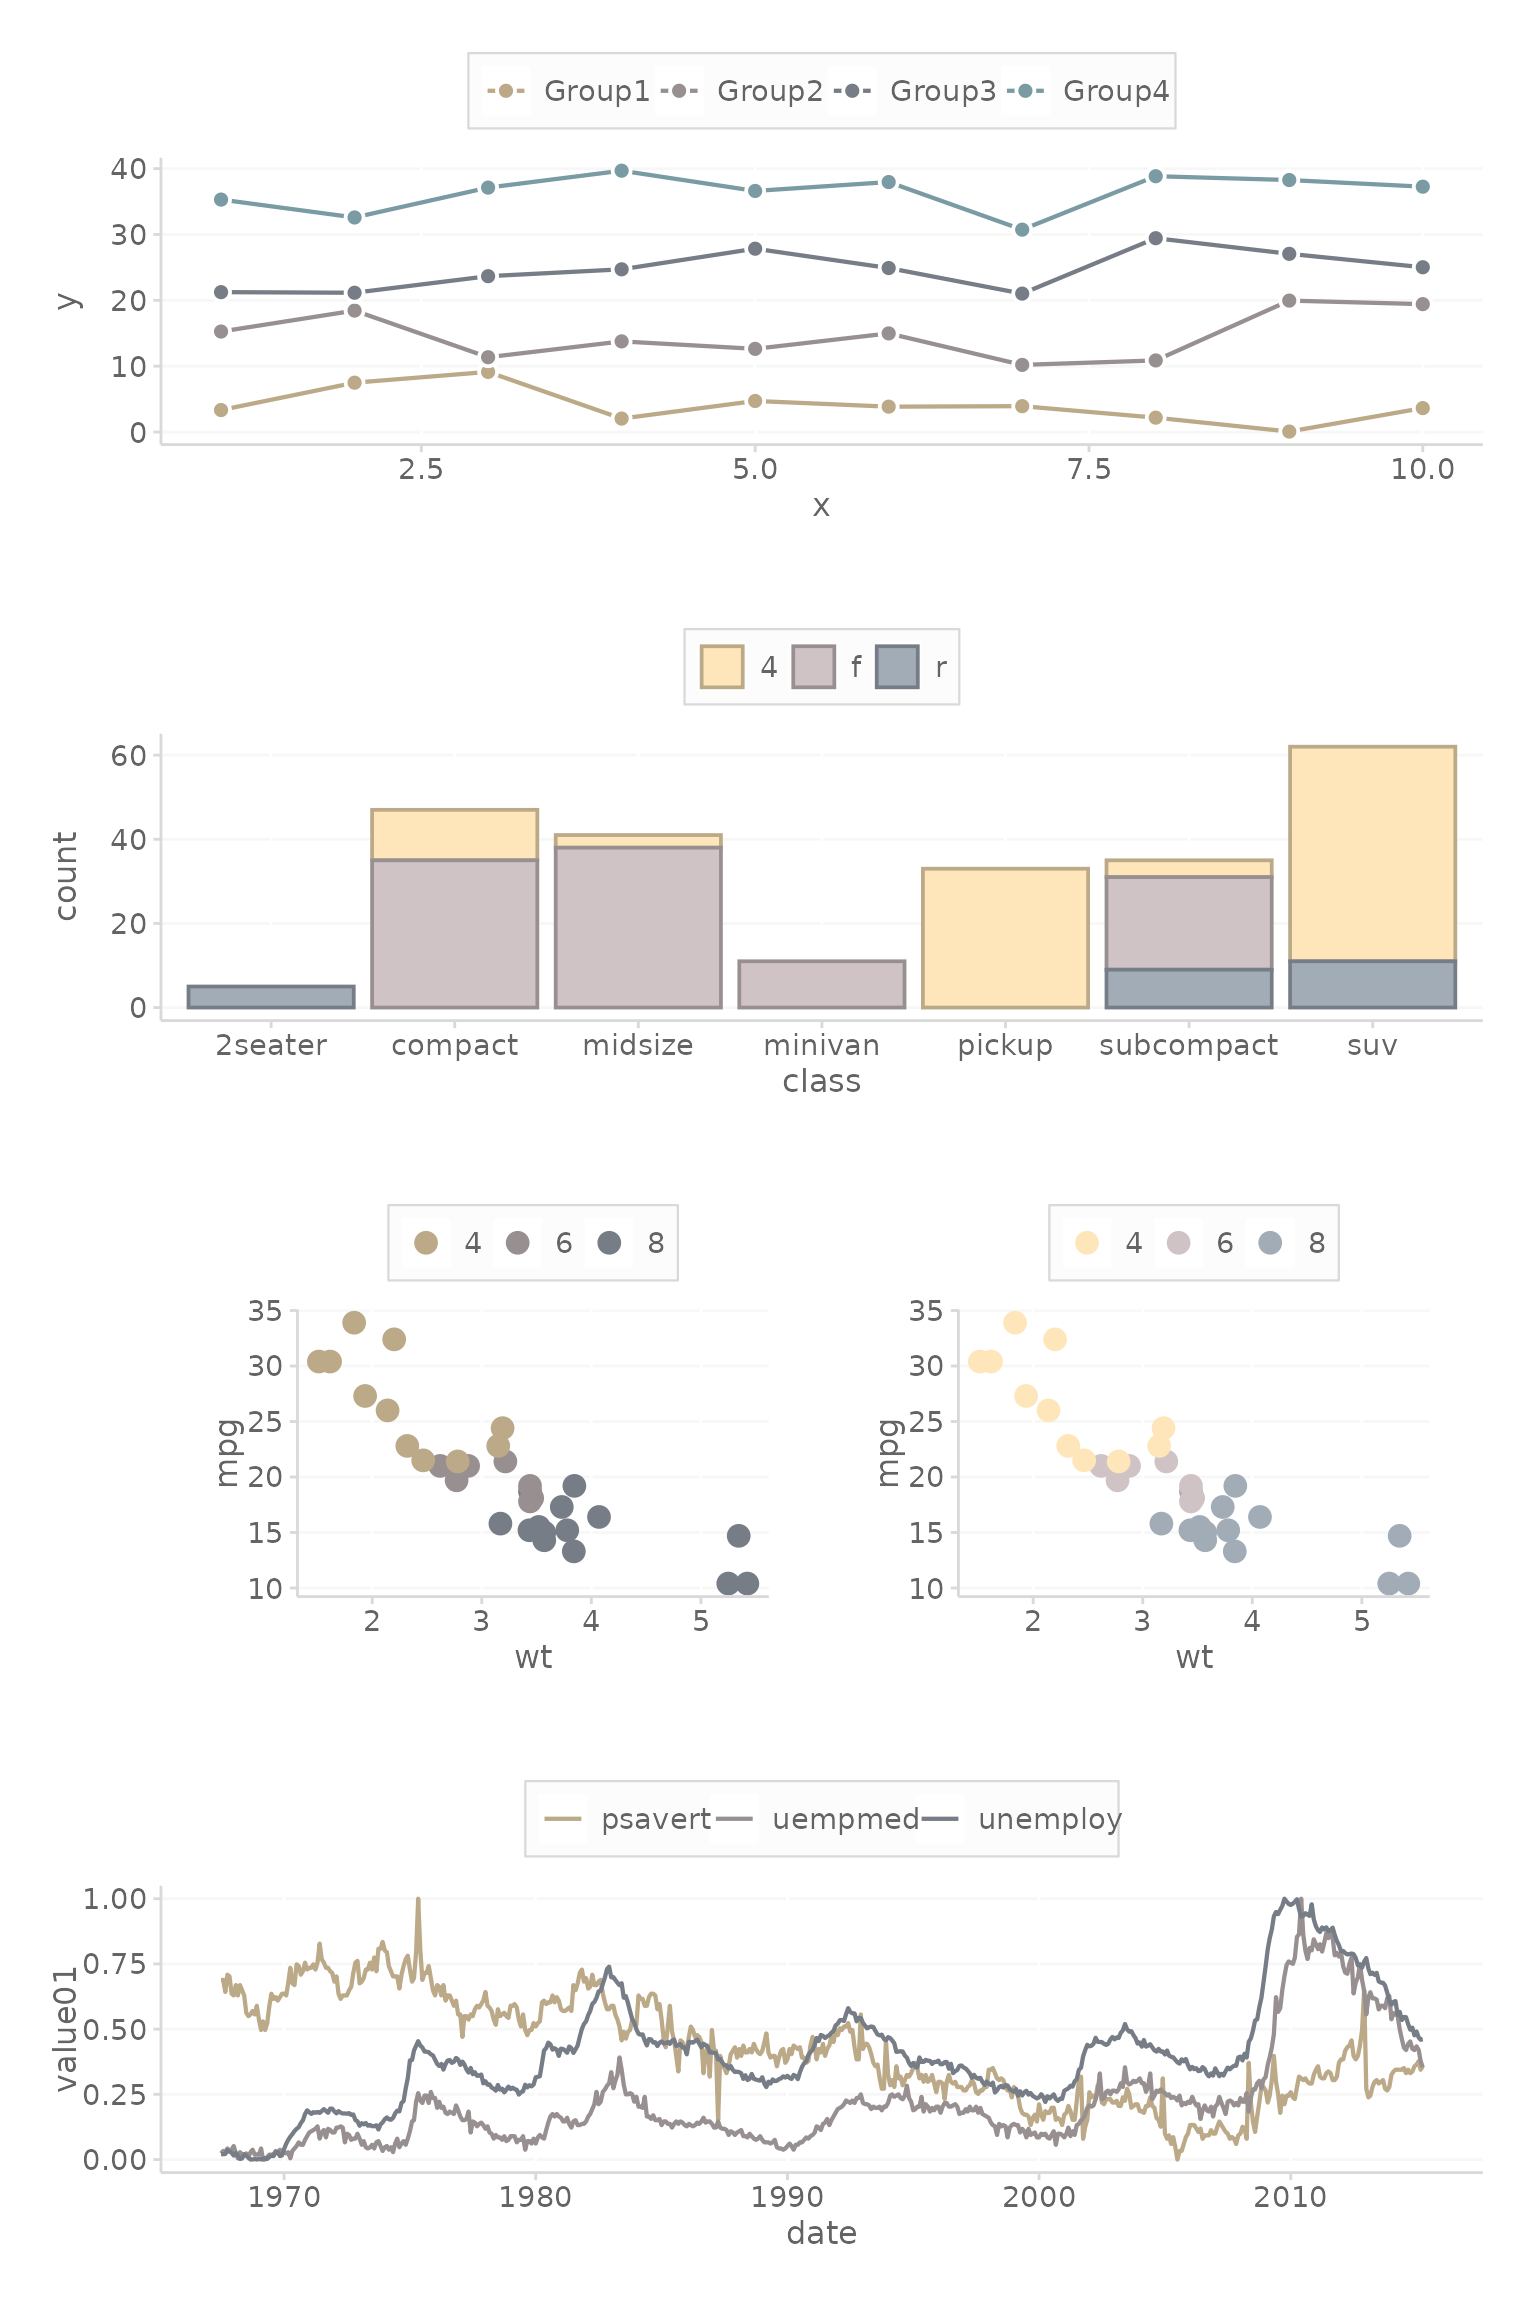 Group1 Group2 Group3 Group4
40
30
20
10
0
y
2.5 5.0 7.5 10.0
x
4 f r
60
40
20
0
count
2seater compact midsize minivan pickup subcompact suv
class
4 6 8
35
30
25
20
15
10
mpg
2 3 4 5
wt
4 6 8
35
30
25
20
15
10
mpg
2 3 4 5
wt
psavert uempmed unemploy
1.00
0.75
0.50
0.25
0.00
value01
1970 1980 1990 2000 2010
date